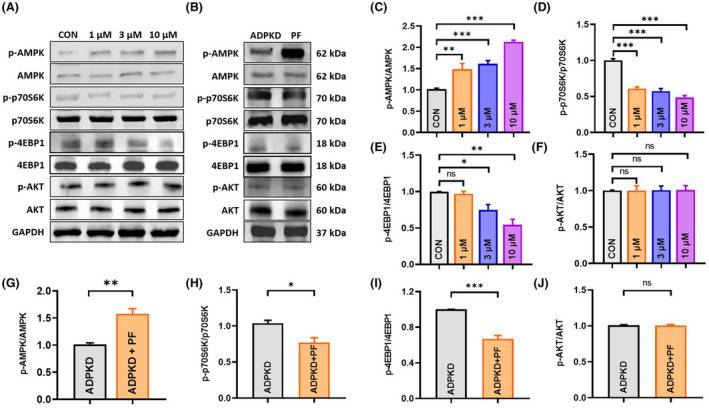 (A)
CON 1 μM 3 μM 10 μM
p-AMPK
AMPK
p-p70S6K
p70S6K
p-4EBP1
4EBP1
p-AKT
AKT
GAPDH
(B)
ADPKD PF
p-AMPK 62 kDa
AMPK 62 kDa
p-p70S6K 70 kDa
p70S6K 70 kDa
p-4EBP1 18 kDa
4EBP1 18 kDa
p-AKT 60 kDa
AKT 60 kDa
GAPDH 37 kDa
(C)
p-AMPK/AMPK
2.5
2.0
1.5
1.0
0.5
0.0
***
***
**
CON
1 μM
3 μM
10 μM
(D)
p-p70S6K/p70S6K
1.5
1.0
0.5
0.0
***
***
***
CON
1 μM
3 μM
10 μM
(E)
p-4EBP1/4EBP1
1.5
1.0
0.5
0.0
**
*
ns
CON
1 μM
3 μM
10 μM
(F)
p-AKT/AKT
1.5
1.0
0.5
0.0
ns
ns
ns
CON
1 μM
3 μM
10 μM
(G)
p-AMPK/AMPK
2.0
1.5
1.0
0.5
0.0
**
ADPKD
ADPKD + PF
(H)
p-p70S6K/p70S6K
1.5
1.0
0.5
0.0
*
ADPKD
ADPKD+PF
(I)
p-4EBP1/4EBP1
1.0
0.8
0.6
0.4
0.2
0.0
***
ADPKD
ADPKD+PF
(J)
p-AKT/AKT
1.5
1.0
0.5
0.0
ns
ADPKD
ADPKD+PF